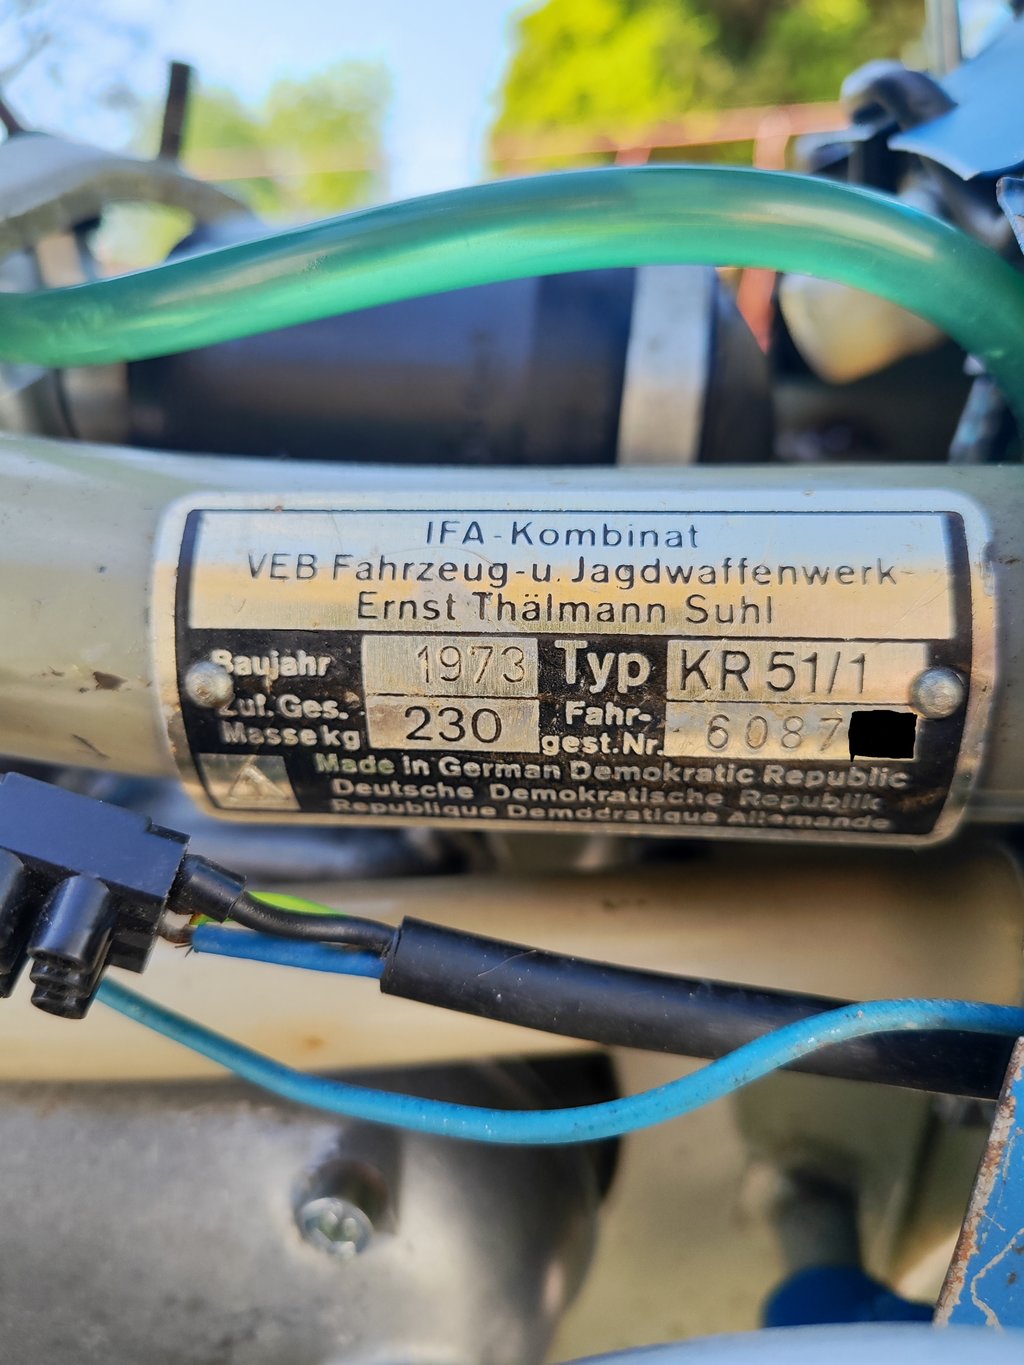 IFA-Kombinat
VEB Fahrzeug-u. Jagdwaffenwerk
Ernst Thälmann Suhl
Baujahr 1973 Typ KR 51/1
Zul. Ges. Masse kg 230 Fahr-gest. Nr. 6087
Made in German Demokratic Republic
Deutsche Demokratische Republik
Republique Democratique Allemande